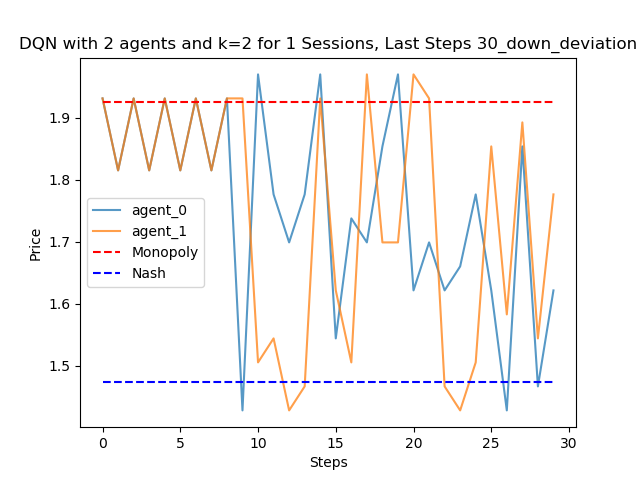 DQN with 2 agents and k=2 for 1 Sessions, Last Steps 30_down_deviation
Price
1.9
1.8
1.7
1.6
1.5
agent_0
agent_1
Monopoly
Nash
0 5 10 15 20 25 30
Steps